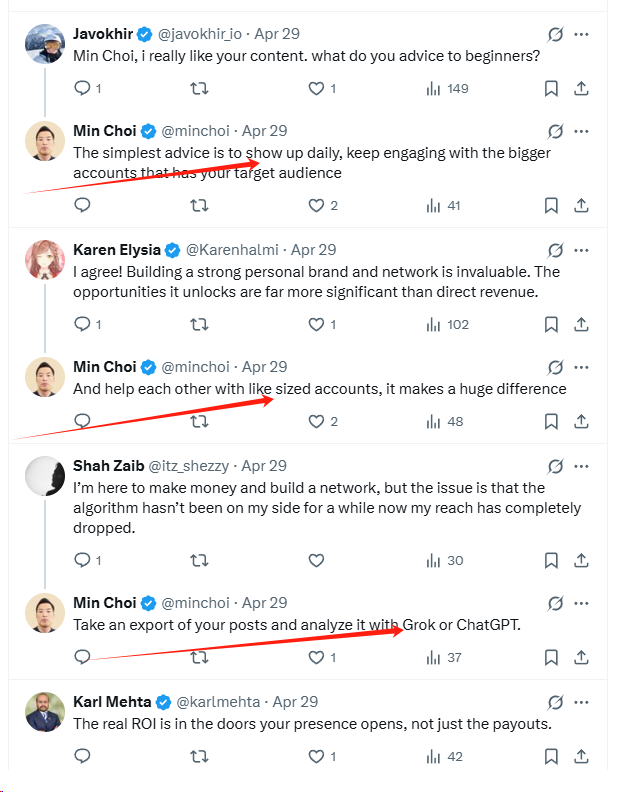 Javokhir @javokhir_io · Apr 29
Min Choi, i really like your content. what do you advice to beginners?
1 1 149
Min Choi @minchoi · Apr 29
The simplest advice is to show up daily, keep engaging with the bigger
accounts that has your target audience
2 41
Karen Elysia @Karenhalmi · Apr 29
I agree! Building a strong personal brand and network is invaluable. The
opportunities it unlocks are far more significant than direct revenue.
1 1 102
Min Choi @minchoi · Apr 29
And help each other with like sized accounts, it makes a huge difference
2 48
Shah Zaib @itz_shezzy · Apr 29
I'm here to make money and build a network, but the issue is that the
algorithm hasn't been on my side for a while now my reach has completely
dropped.
1 30
Min Choi @minchoi · Apr 29
Take an export of your posts and analyze it with Grok or ChatGPT.
1 37
Karl Mehta @karlmehta · Apr 29
The real ROI is in the doors your presence opens, not just the payouts.
1 42